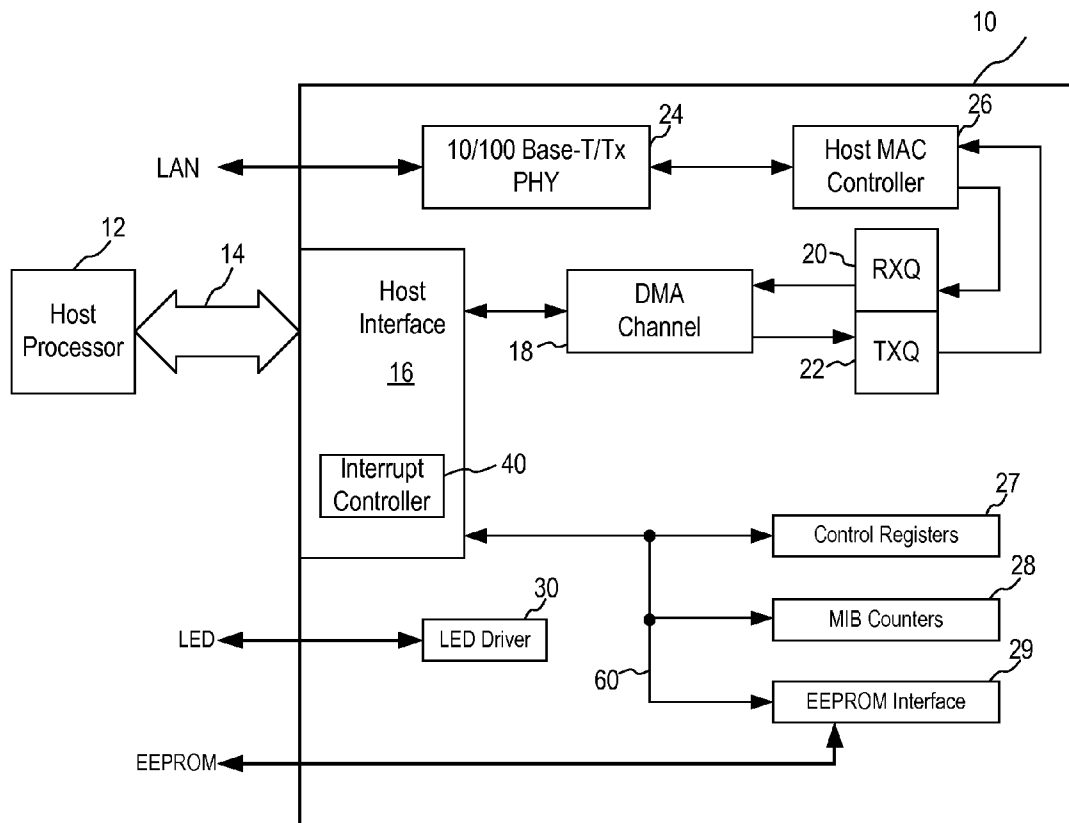 10
24
26
10/100 Base-T/Tx
PHY
Host MAC
Controller
LAN
12
14
20
RXQ
Host
Processor
Host
Interface
16
DMA
Channel
18
22
TXQ
Interrupt
Controller
40
27
Control Registers
28
MIB Counters
30
LED
LED Driver
60
29
EEPROM Interface
EEPROM